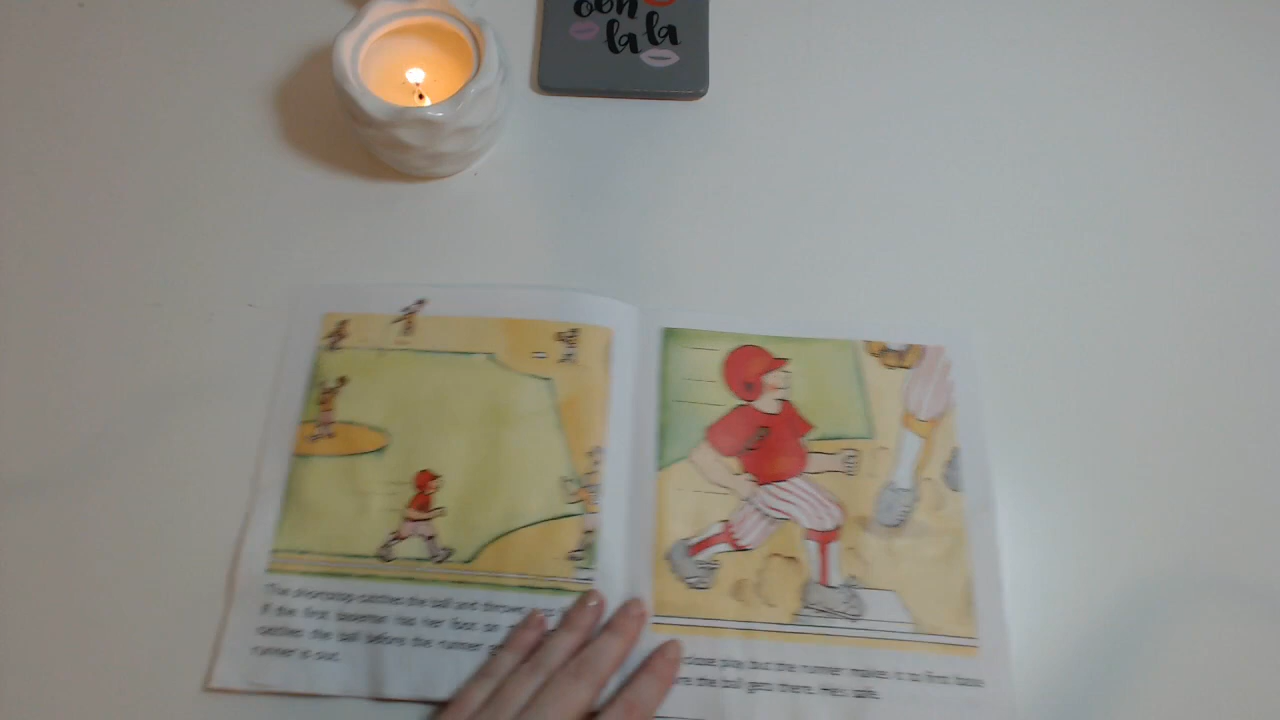 ooh
la la
The shortstop catches the ball and throws
If the first baseman has her foot on
catches the ball before the runner
runner is out.
close play, but the runner makes it to first base
the ball gets there. He's safe.